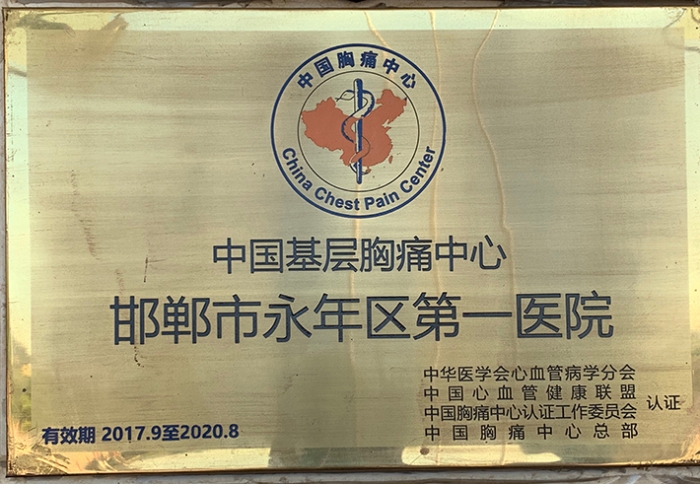 中国胸痛中心
China Chest Pain Center
中国基层胸痛中心
邯郸市永年区第一医院
中华医学会心血管病学分会
中国心血管健康联盟
中国胸痛中心认证工作委员会
中国胸痛中心总部
认证
有效期 2017.9至2020.8